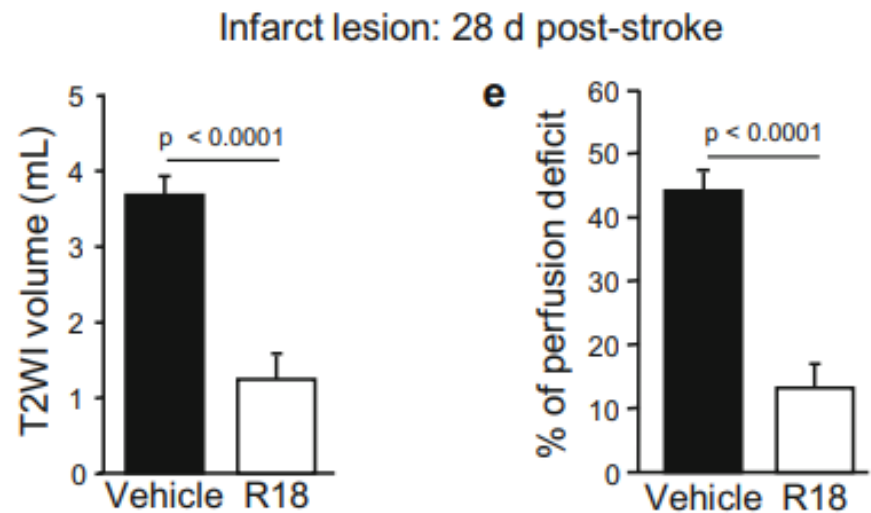 Infarct lesion: 28 d post-stroke
T2WI volume (mL)
5
4
3
2
1
0
p < 0.0001
Vehicle R18
e
% of perfusion deficit
60
50
40
30
20
10
0
p < 0.0001
Vehicle R18